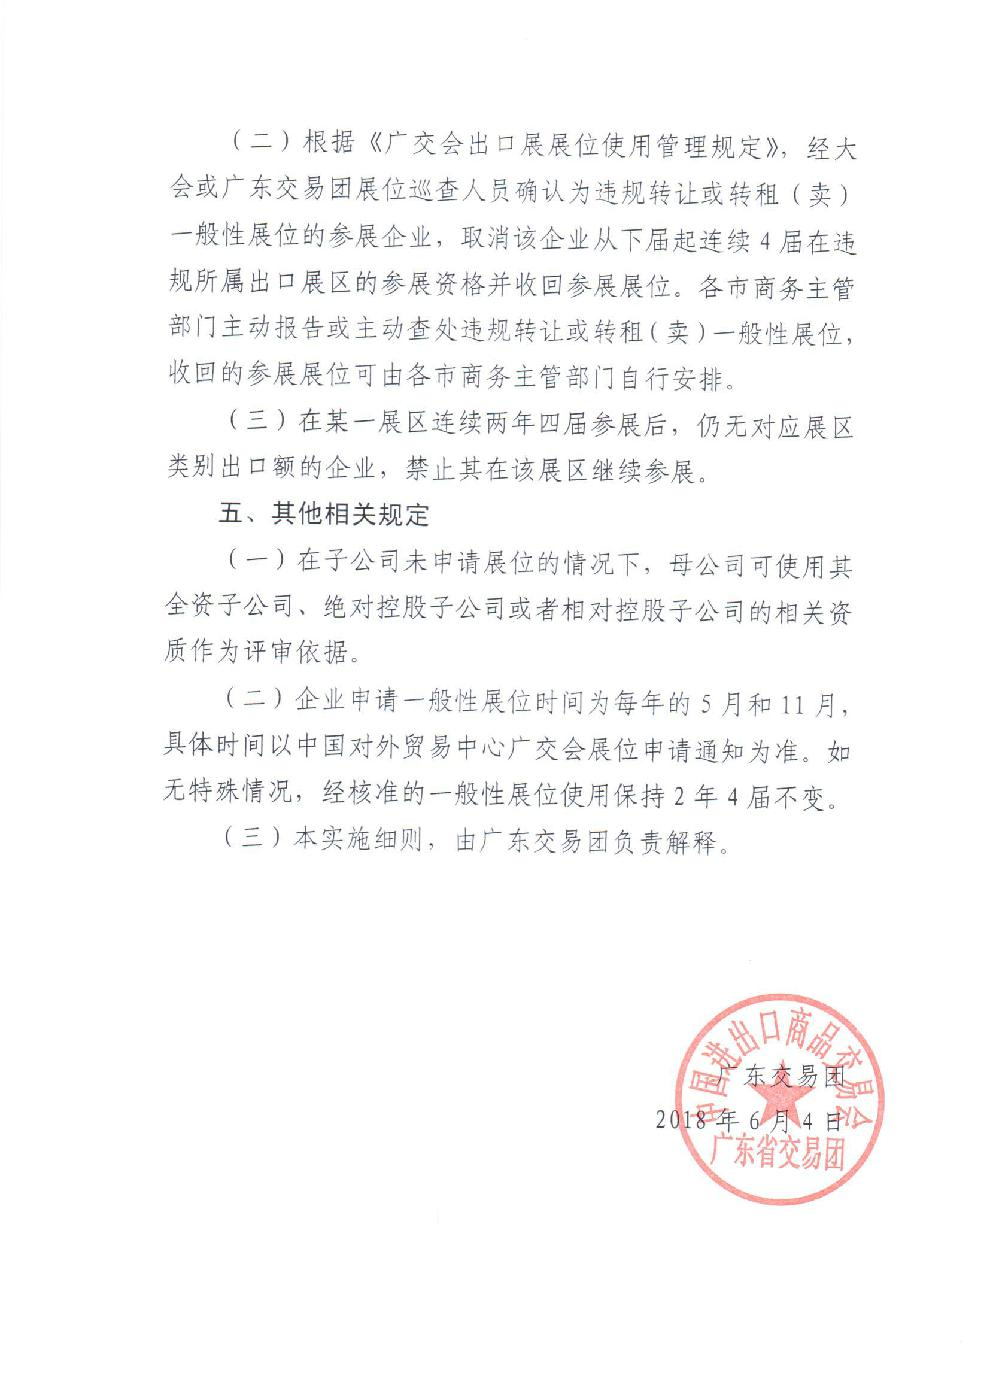 （二）根据《广交会出口展展位使用管理规定》，经大
会或广东交易团展位巡查人员确认为违规转让或转租（卖）
一般性展位的参展企业，取消该企业从下届起连续4届在违
规所属出口展区的参展资格并收回参展展位。各市商务主管
部门主动报告或主动查处违规转让或转租（卖）一般性展位，
收回的参展展位可由各市商务主管部门自行安排。
（三）在某一展区连续两年四届参展后，仍无对应展区
类别出口额的企业，禁止其在该展区继续参展。
五、其他相关规定
（一）在子公司未申请展位的情况下，母公司可使用其
全资子公司、绝对控股子公司或者相对控股子公司的相关资
质作为评审依据。
（二）企业申请一般性展位时间为每年的5月和11月，
具体时间以中国对外贸易中心广交会展位申请通知为准。如
无特殊情况，经核准的一般性展位使用保持2年4届不变。
（三）本实施细则，由广东交易团负责解释。
中国进出口商品交易会
广东交易团
2018年6月4日
广东省交易团